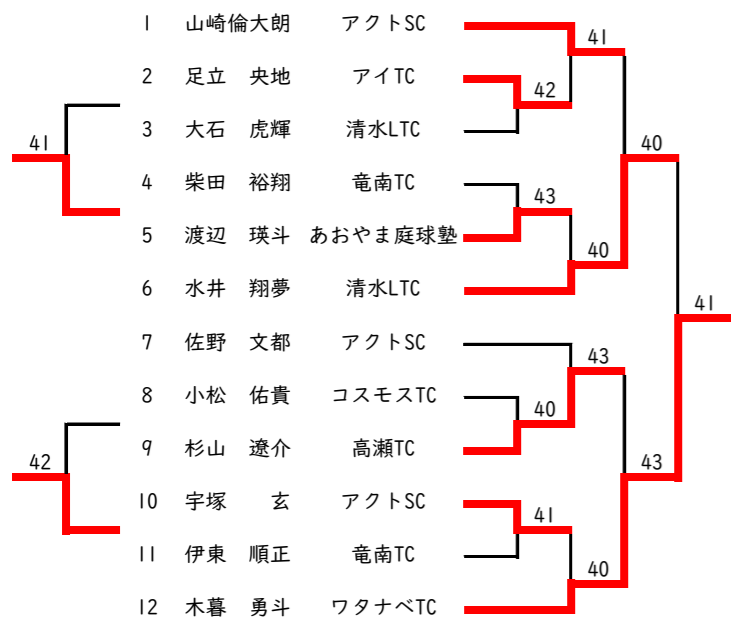 1 山崎倫大朗 アクトSC
41
2 足立 央地 アイTC
42
3 大石 虎輝 清水LTC
41
40
4 柴田 裕翔 竜南TC
43
5 渡辺 瑛斗 あおやま庭球塾
40
6 水井 翔夢 清水LTC
41
7 佐野 文都 アクトSC
43
8 小松 佑貴 コスモスTC
40
9 杉山 遼介 高瀬TC
42
43
10 宇塚 玄 アクトSC
41
11 伊東 順正 竜南TC
40
12 木暮 勇斗 ワタナベTC